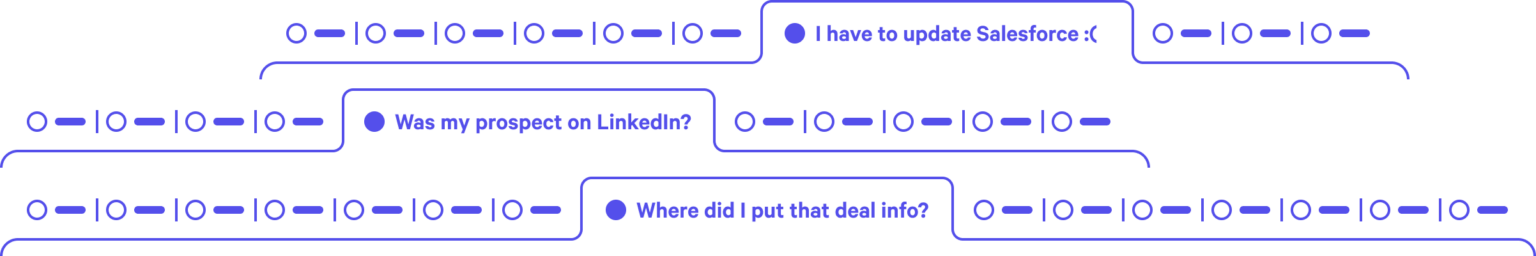 I have to update Salesforce :(
Was my prospect on LinkedIn?
Where did I put that deal info?